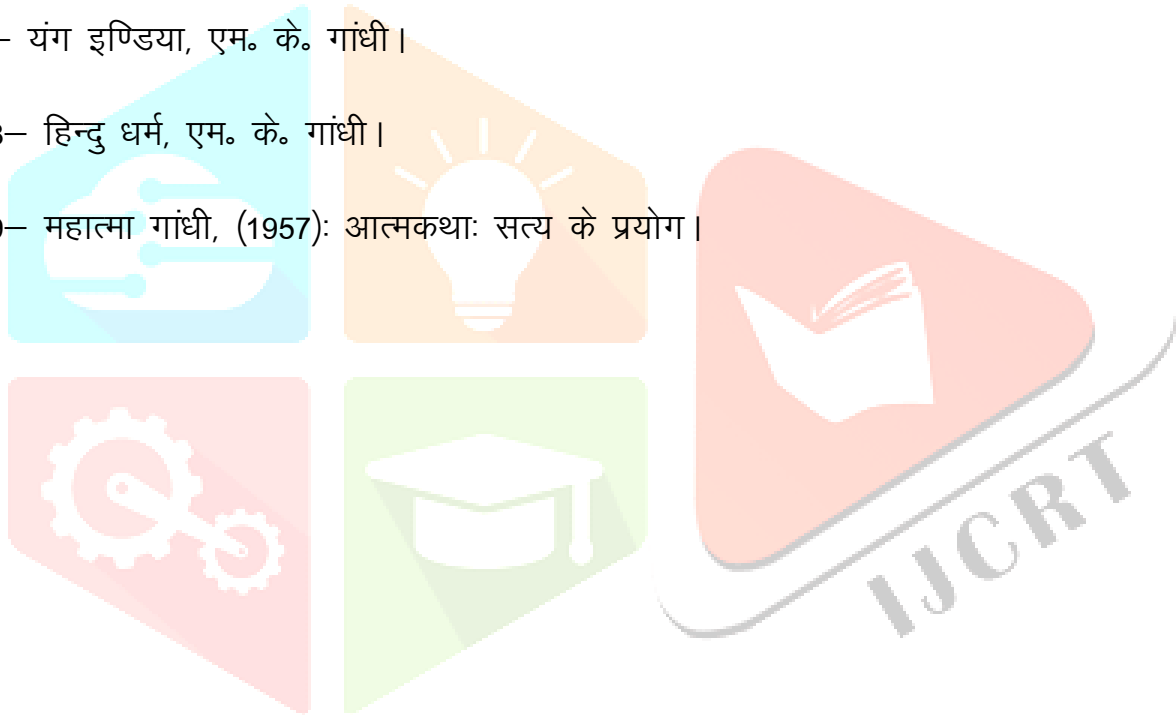 – यंग इण्डिया, एम॰ के॰ गांधी।
– हिन्दु धर्म, एम॰ के॰ गांधी।
– महात्मा गांधी, (1957): आत्मकथाः सत्य के प्रयोग।
IJCRT